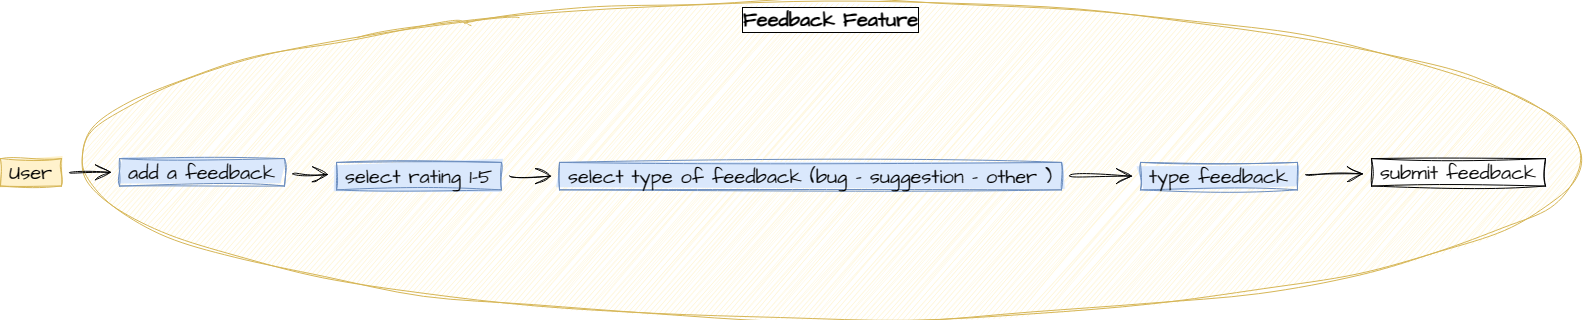 Feedback Feature
User
add a feedback
select rating 1-5
select type of feedback (bug - suggestion - other )
type feedback
submit feedback